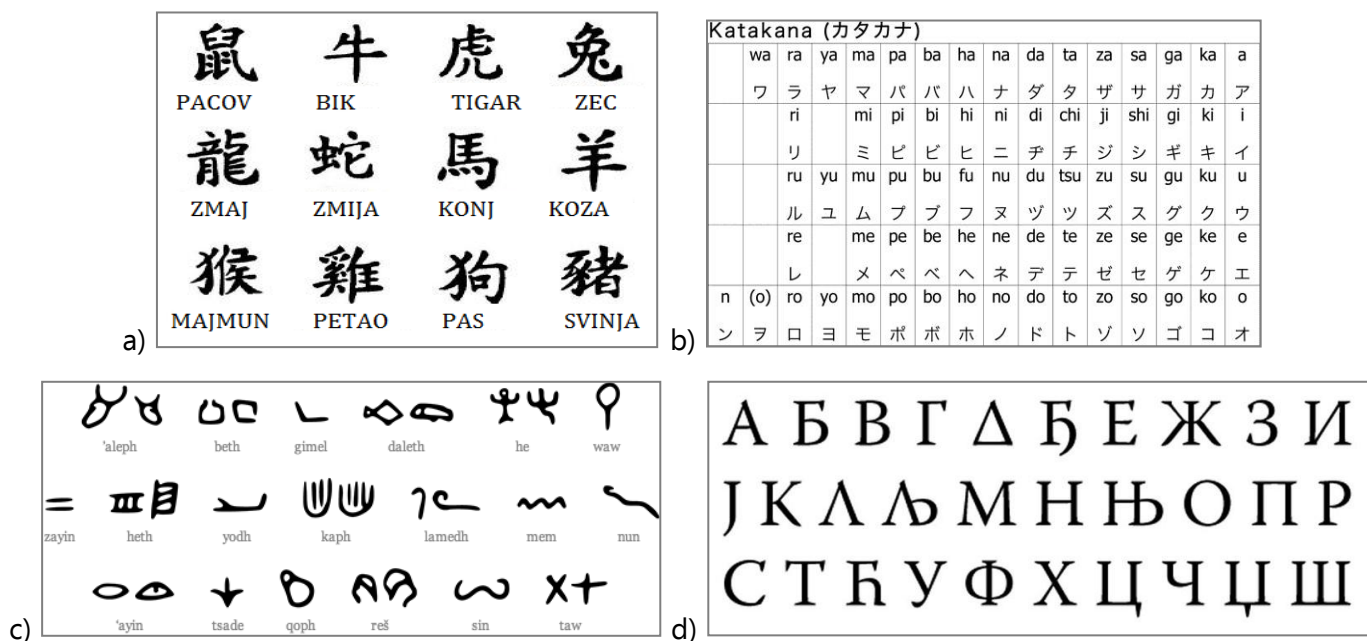 鼠 牛 虎 兔
PACOV BIK TIGAR ZEC
龍 蛇 馬 羊
ZMAJ ZMIJA KONJ KOZA
猴 雞 狗 豬
MAJMUN PETAO PAS SVINJA
a)
Katakana (カタカナ)
wa ra ya ma pa ba ha na da ta za sa ga ka a
ワ ラ ヤ マ パ バ ハ ナ ダ タ ザ サ ガ カ ア
ri mi pi bi hi ni di chi ji shi gi ki i
リ ミ ピ ビ ヒ ニ ヂ チ ジ シ ギ キ イ
ru yu mu pu bu fu nu du tsu zu su gu ku u
ル ユ ム プ ブ フ ヌ ヅ ツ ズ ス グ ク ウ
re me pe be he ne de te ze se ge ke e
レ メ ペ ベ ヘ ネ デ テ ゼ セ ゲ ケ エ
n (o) ro yo mo po bo ho no do to zo so go ko o
ン ヲ ロ ヨ モ ポ ボ ホ ノ ド ト ゾ ソ ゴ コ オ
b)
'aleph beth gimel daleth he waw
zayin heth yodh kaph lamedh mem nun
'ayin tsade qoph reš sin taw
c)
А Б В Г Д Ђ Е Ж З И
Ј К Л Љ М Н Њ О П Р
С Т Ћ У Ф Х Ц Ч Џ Ш
d)